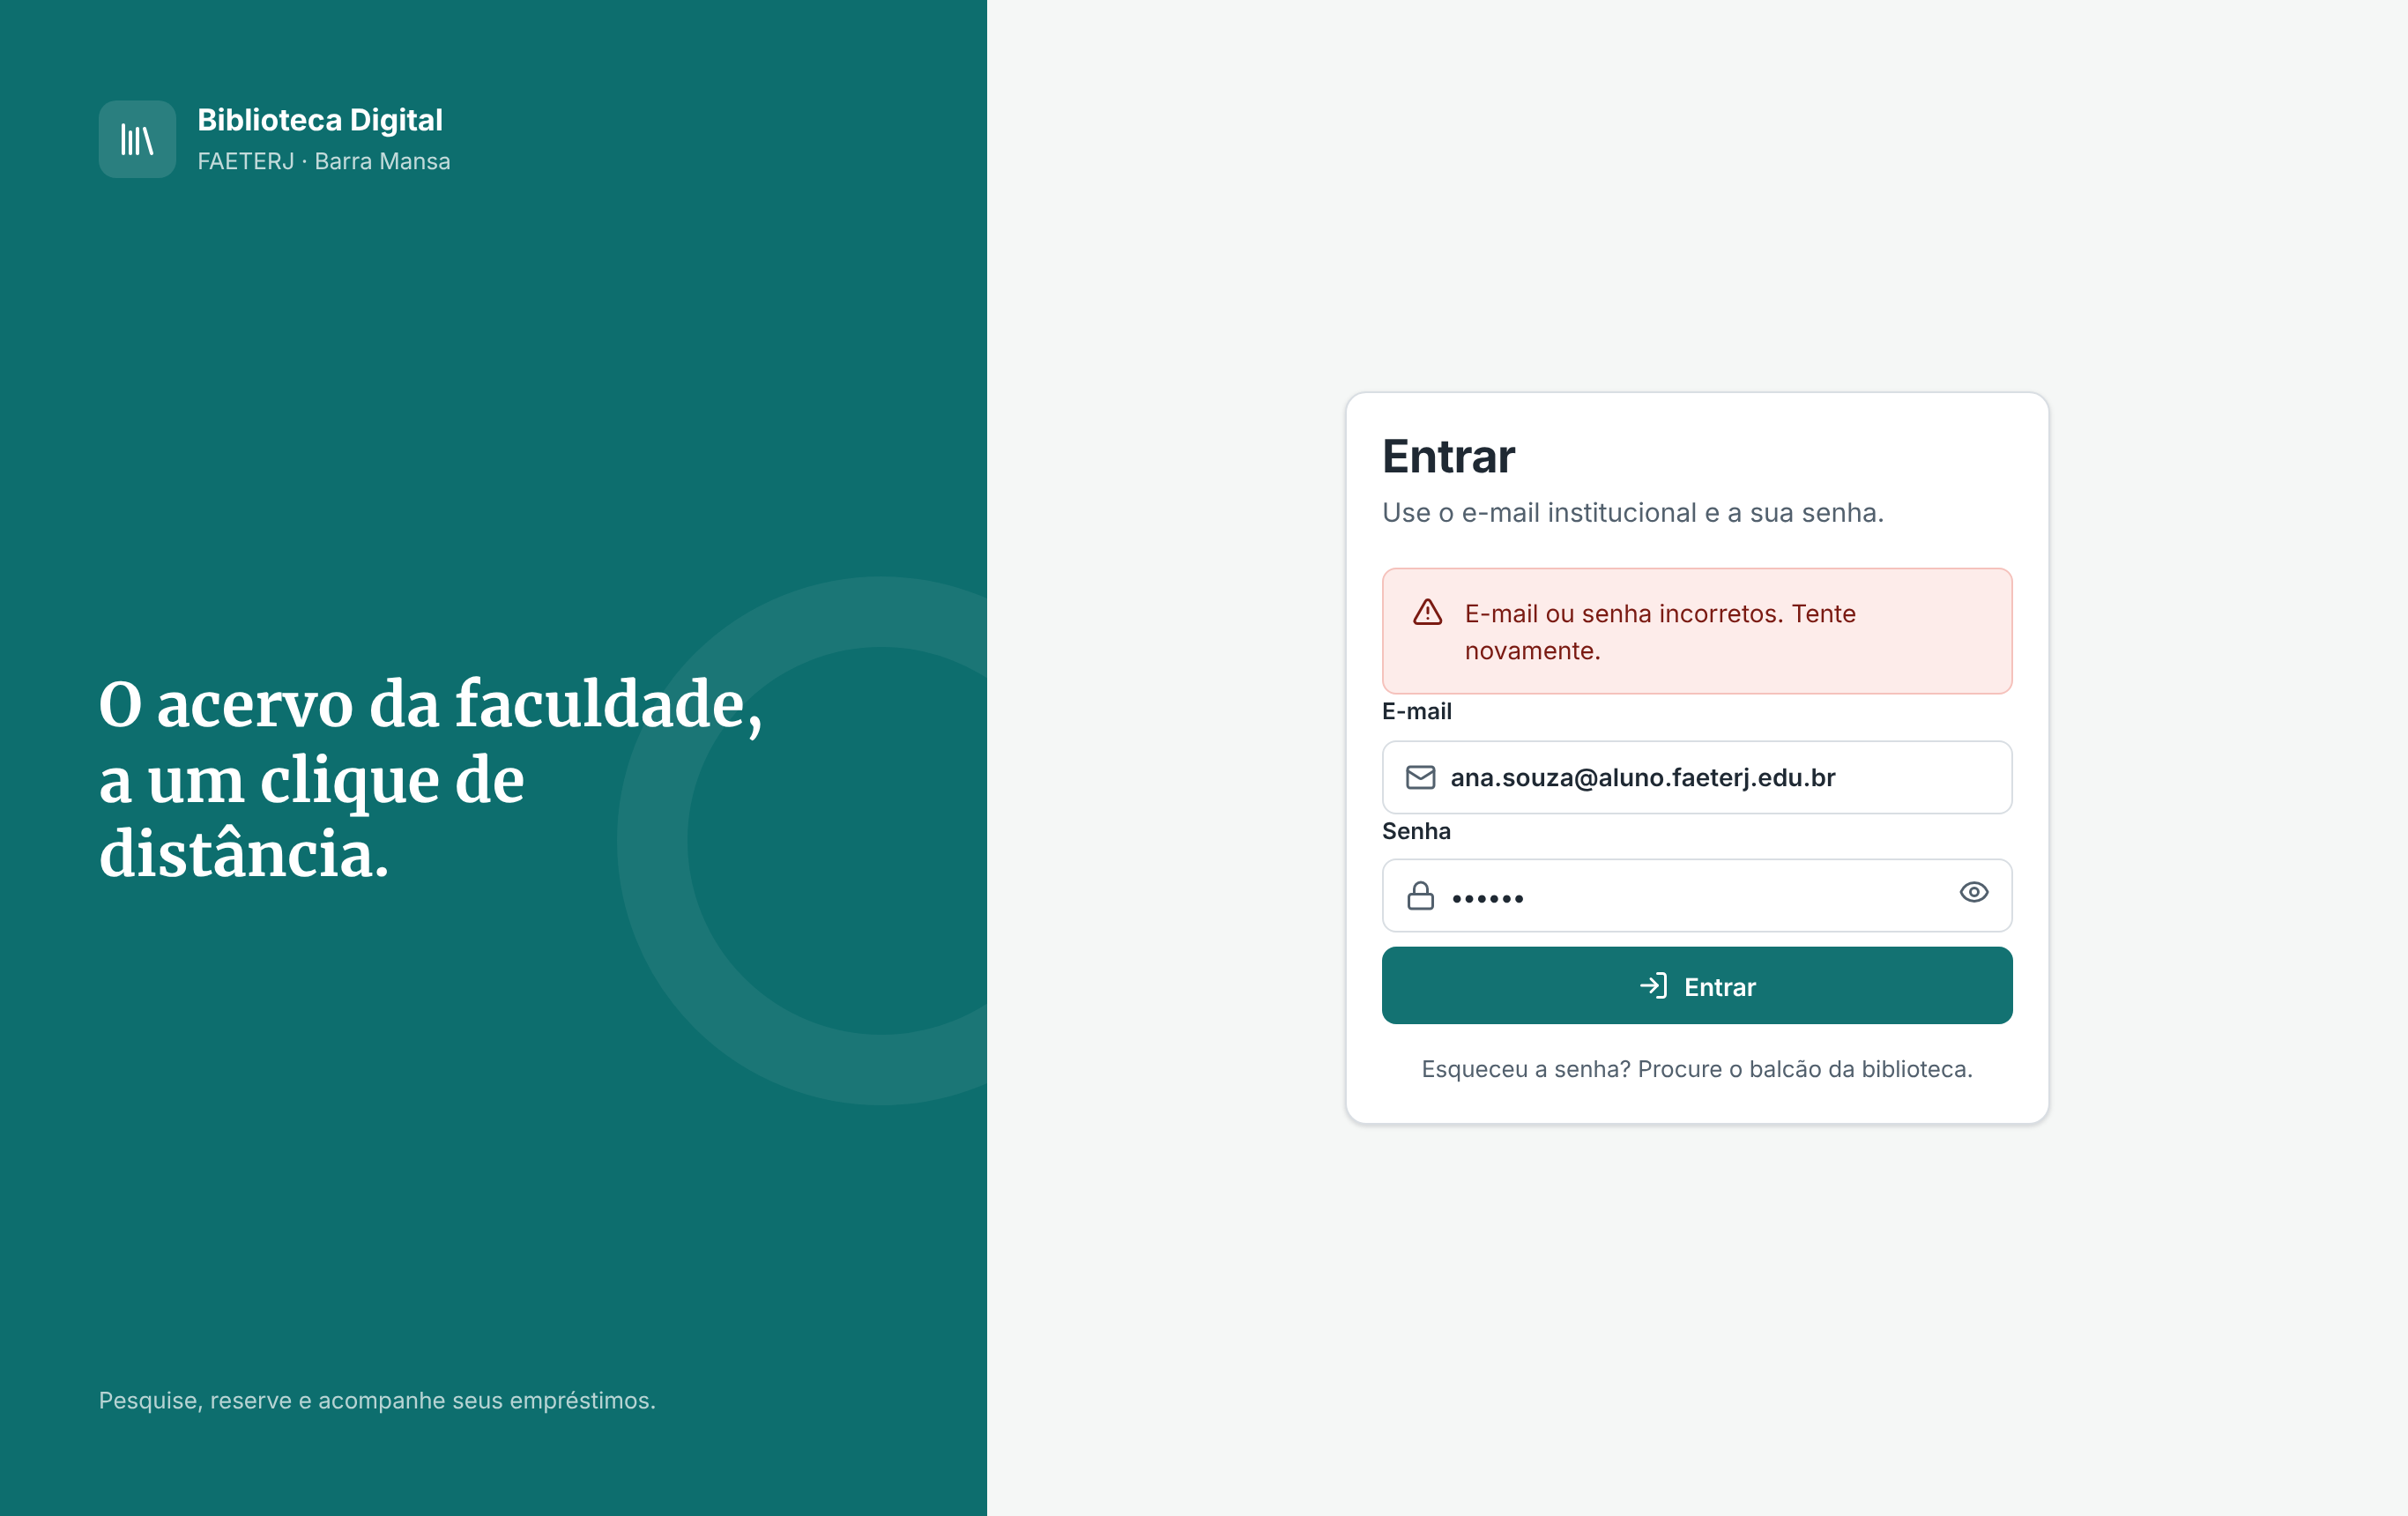 Biblioteca Digital
FAETERJ · Barra Mansa
O acervo da faculdade,
a um clique de
distância.
Pesquise, reserve e acompanhe seus empréstimos.
Entrar
Use o e-mail institucional e a sua senha.
E-mail ou senha incorretos. Tente
novamente.
E-mail
ana.souza@aluno.faeterj.edu.br
Senha
••••••
Entrar
Esqueceu a senha? Procure o balcão da biblioteca.